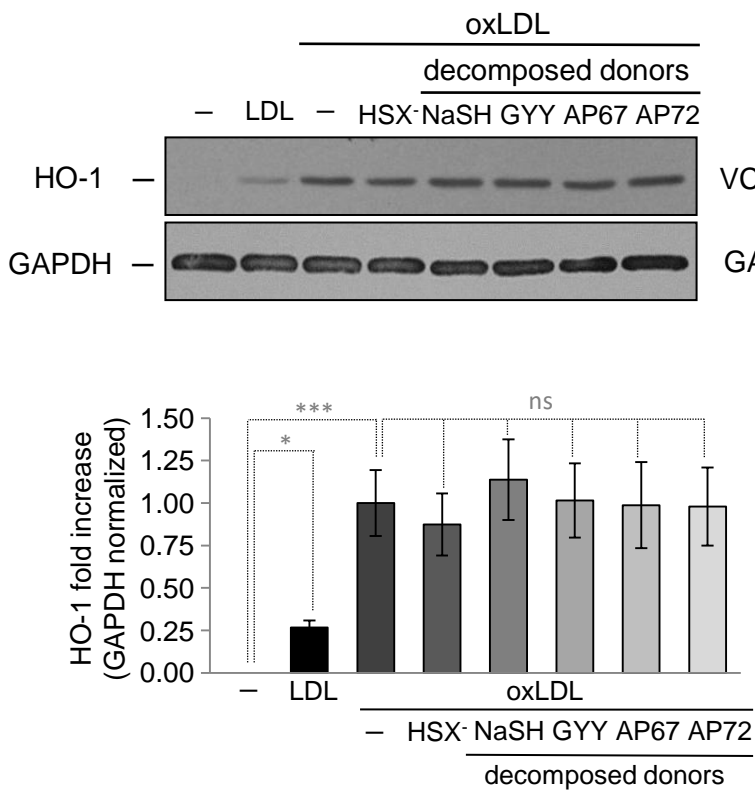 oxLDL
decomposed donors
– LDL – HSX- NaSH GYY AP67 AP72
HO-1 – VC
GAPDH – GA
*** ns
*
HO-1 fold increase
(GAPDH normalized)
1.50
1.25
1.00
0.75
0.50
0.25
0.00
– LDL oxLDL
– HSX- NaSH GYY AP67 AP72
decomposed donors